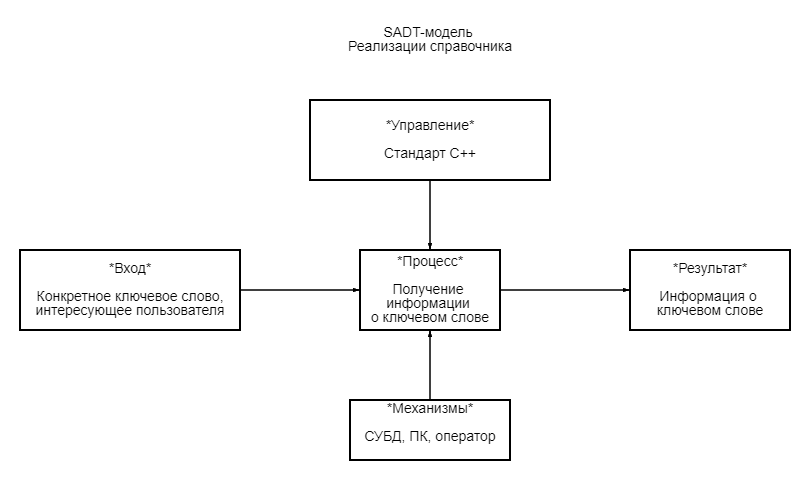 SADT-модель
Реализации справочника
*Управление*
Стандарт C++
*Вход*
Конкретное ключевое слово,
интересующее пользователя
*Процесс*
Получение
информации
о ключевом слове
*Результат*
Информация о
ключевом слове
*Механизмы*
СУБД, ПК, оператор